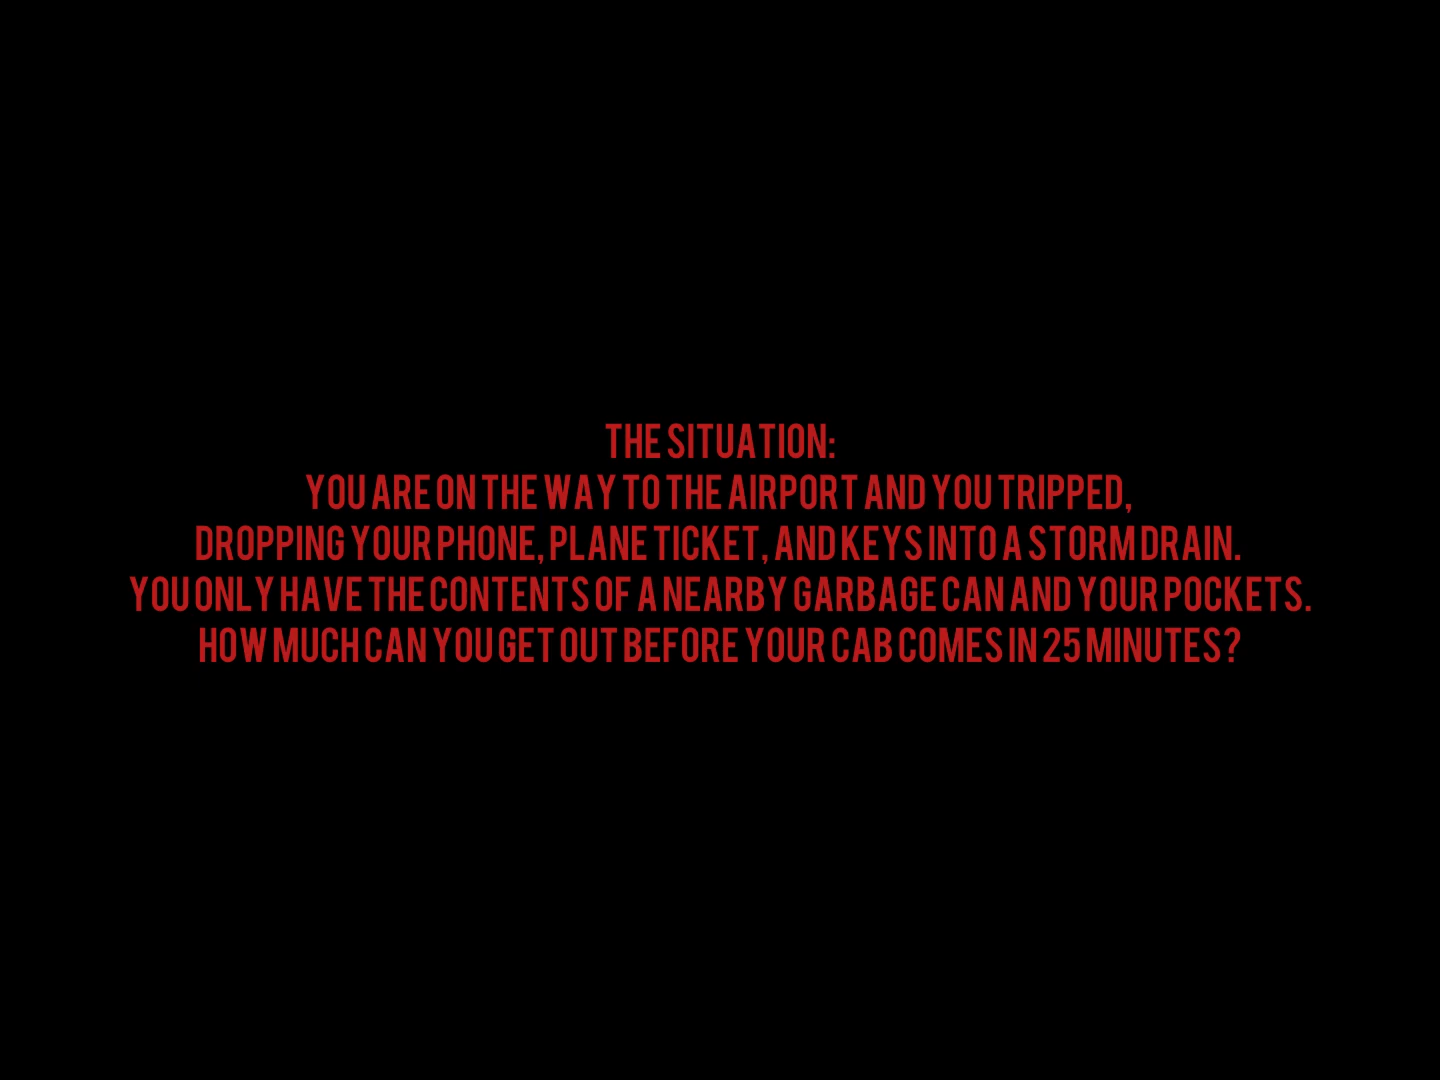 THE SITUATION:
YOU ARE ON THE WAY TO THE AIRPORT AND YOU TRIPPED,
DROPPING YOUR PHONE, PLANE TICKET, AND KEYS INTO A STORM DRAIN.
YOU ONLY HAVE THE CONTENTS OF A NEARBY GARBAGE CAN AND YOUR POCKETS.
HOW MUCH CAN YOU GET OUT BEFORE YOUR CAB COMES IN 25 MINUTES?